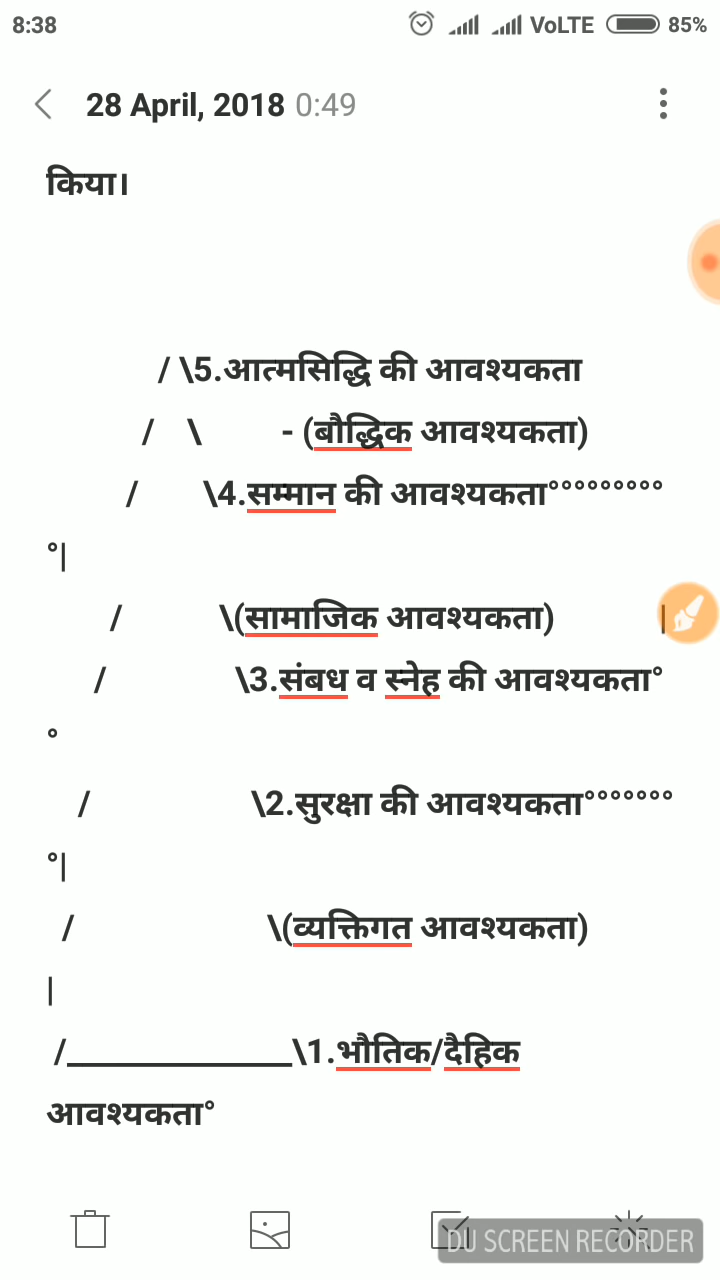 8:38 VoLTE 85%
28 April, 2018 0:49
किया।
/ \5.आत्मसिद्धि की आवश्यकता
/ \ - (बौद्धिक आवश्यकता)
/ \4.सम्मान की आवश्यकता°°°°°°°°°
°|
/ \(सामाजिक आवश्यकता) |
/ \3.संबध व स्नेह की आवश्यकता°
°
/ \2.सुरक्षा की आवश्यकता°°°°°°°
°|
/ \(व्यक्तिगत आवश्यकता)
|
/______________\1.भौतिक/दैहिक
आवश्यकता°
DU SCREEN RECORDER